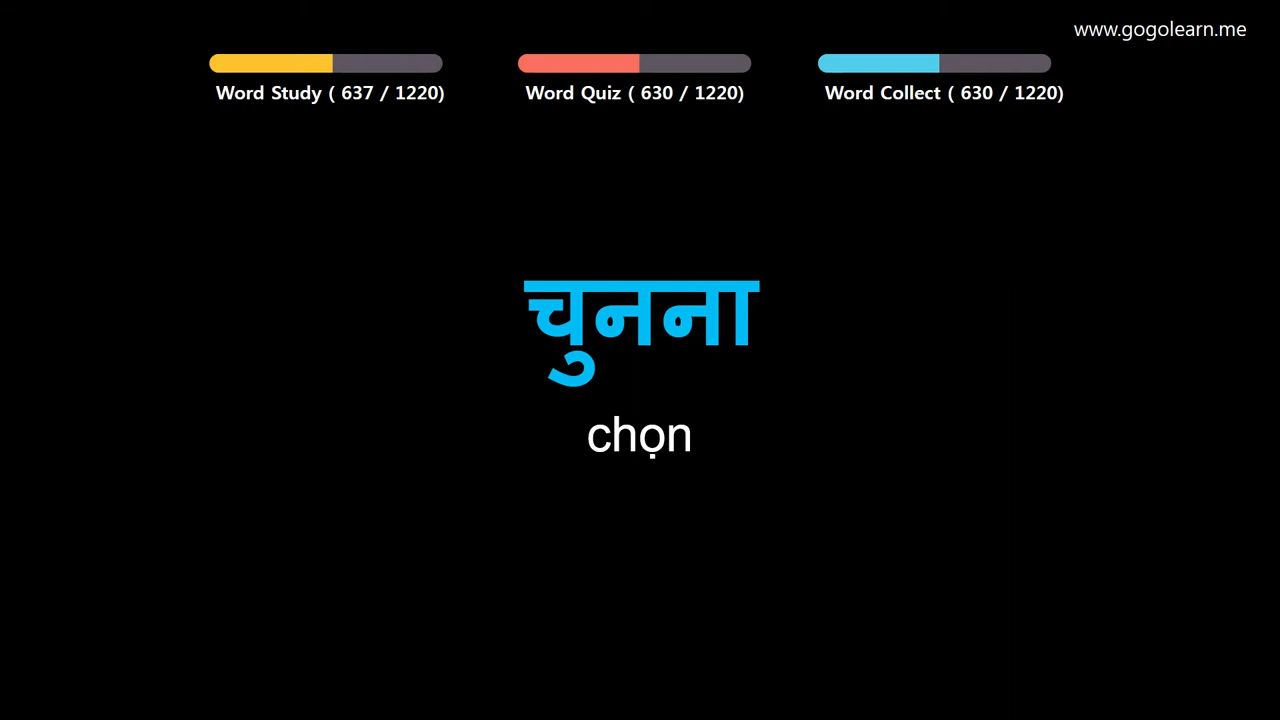 www.gogolearn.me
Word Study ( 637 / 1220)
Word Quiz ( 630 / 1220)
Word Collect ( 630 / 1220)
चुनना
chọn